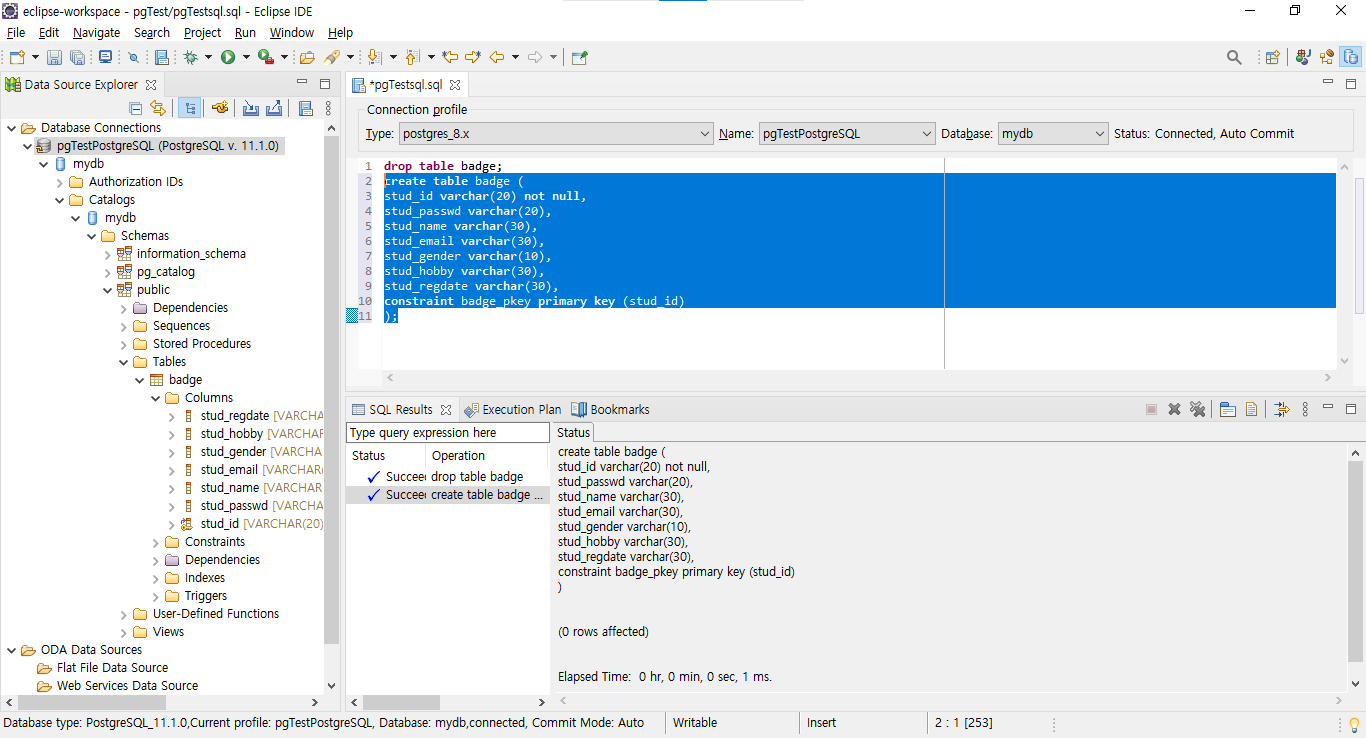 eclipse-workspace - pgTest/pgTestsql.sql - Eclipse IDE
File Edit Navigate Search Project Run Window Help
Data Source Explorer
Database Connections
pgTestPostgreSQL (PostgreSQL v. 11.1.0)
mydb
Authorization IDs
Catalogs
mydb
Schemas
information_schema
pg_catalog
public
Dependencies
Sequences
Stored Procedures
Tables
badge
Columns
stud_regdate [VARCHA
stud_hobby [VARCHAR
stud_gender [VARCHA
stud_email [VARCHAR(
stud_name [VARCHAR
stud_passwd [VARCHA
stud_id [VARCHAR(20)
Constraints
Dependencies
Indexes
Triggers
User-Defined Functions
Views
ODA Data Sources
Flat File Data Source
Web Services Data Source
*pgTestsql.sql
Connection profile
Type: postgres_8.x Name: pgTestPostgreSQL Database: mydb Status: Connected, Auto Commit
1 drop table badge;
2 create table badge (
3 stud_id varchar(20) not null,
4 stud_passwd varchar(20),
5 stud_name varchar(30),
6 stud_email varchar(30),
7 stud_gender varchar(10),
8 stud_hobby varchar(30),
9 stud_regdate varchar(30),
10 constraint badge_pkey primary key (stud_id)
11 );
SQL Results Execution Plan Bookmarks
Type query expression here
Status Operation
Succee drop table badge
Succee create table badge ...
Status
create table badge (
stud_id varchar(20) not null,
stud_passwd varchar(20),
stud_name varchar(30),
stud_email varchar(30),
stud_gender varchar(10),
stud_hobby varchar(30),
stud_regdate varchar(30),
constraint badge_pkey primary key (stud_id)
)
(0 rows affected)
Elapsed Time: 0 hr, 0 min, 0 sec, 1 ms.
Database type: PostgreSQL_11.1.0,Current profile: pgTestPostgreSQL, Database: mydb,connected, Commit Mode: Auto Writable Insert 2 : 1 [253]